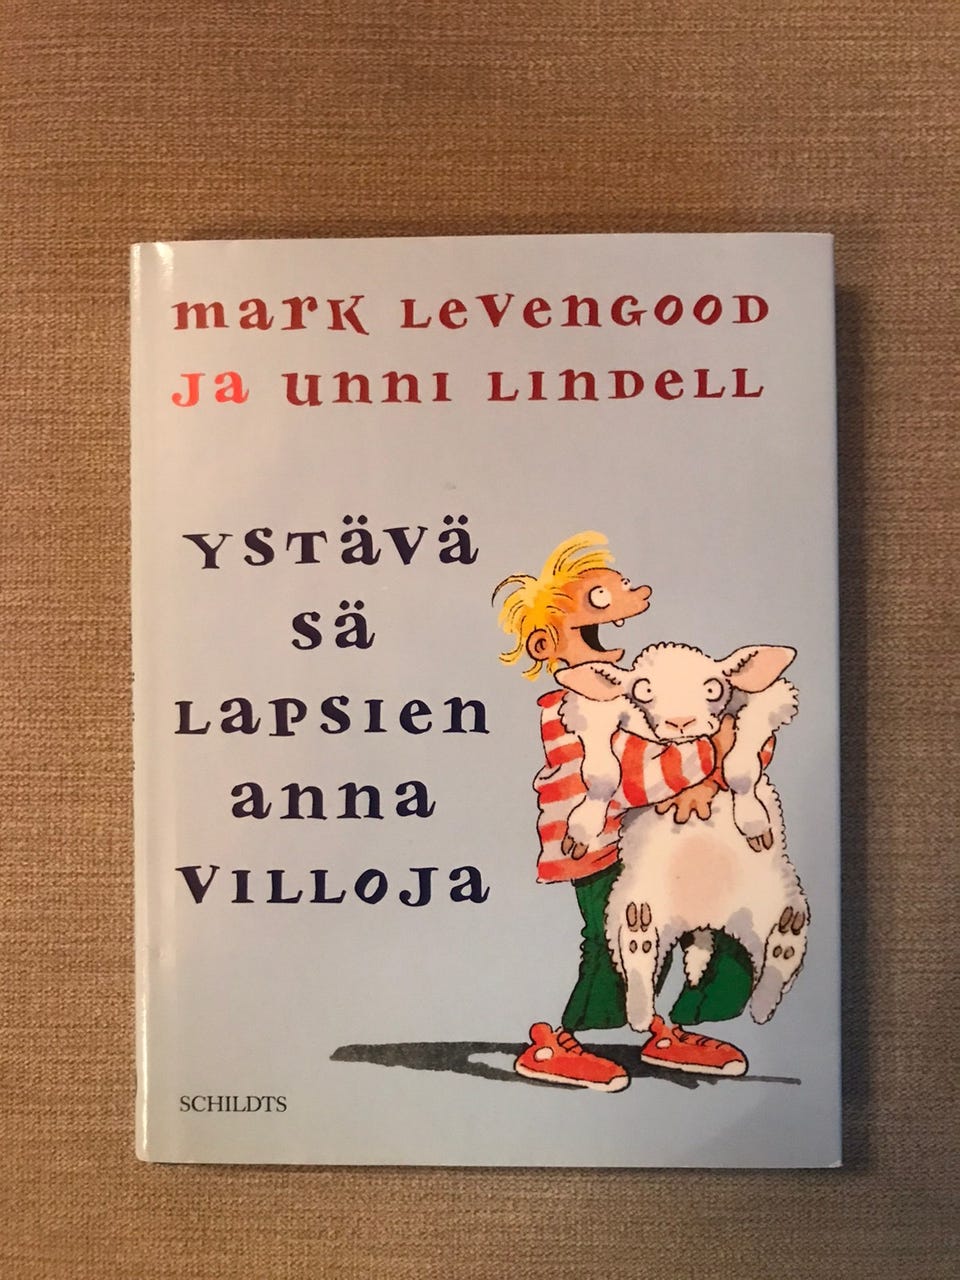 mark Levengood
ja unni Lindell
ystävä
sä
Lapsien
anna
villoja
SCHILDTS